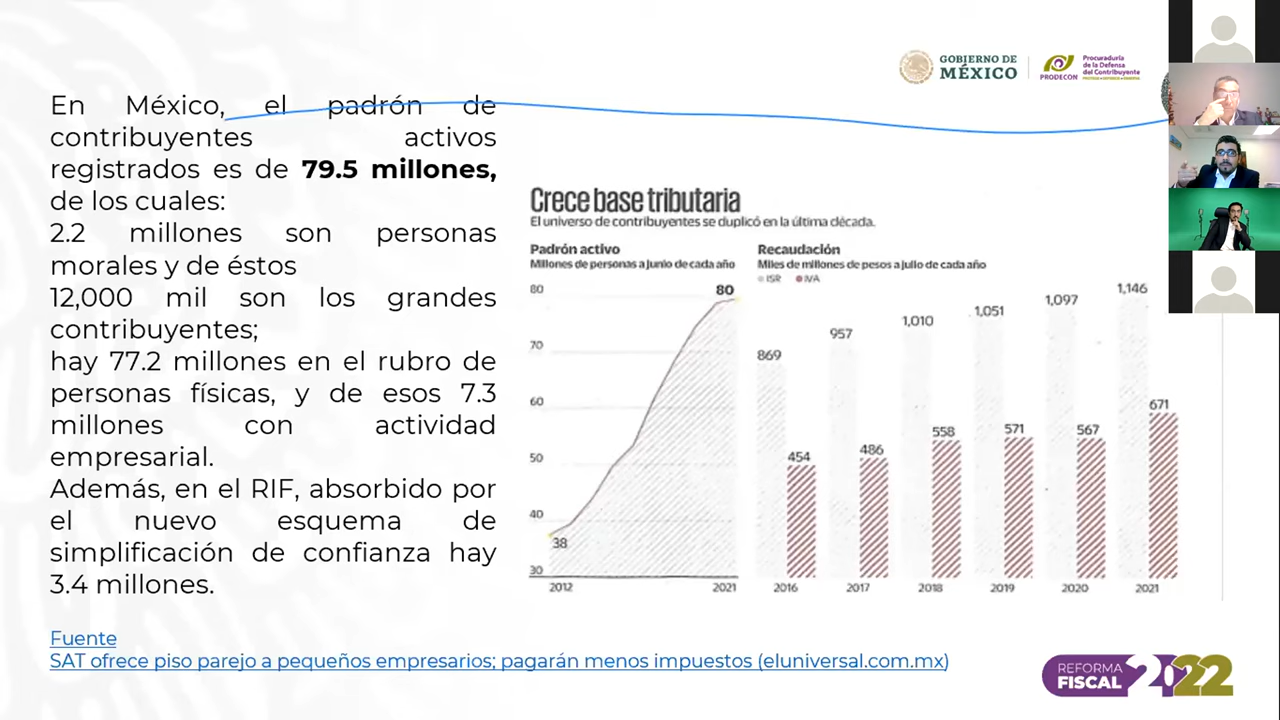 GOBIERNO DE
MÉXICO
PRODECON
Procuraduría
de la Defensa
del Contribuyente
En México, el padrón de
contribuyentes activos
registrados es de 79.5 millones,
de los cuales:
2.2 millones son personas
morales y de éstos
12,000 mil son los grandes
contribuyentes;
hay 77.2 millones en el rubro de
personas físicas, y de esos 7.3
millones con actividad
empresarial.
Además, en el RIF, absorbido por
el nuevo esquema de
simplificación de confianza hay
3.4 millones.
Crece base tributaria
El universo de contribuyentes se duplicó en la última década.
Padrón activo
Millones de personas a junio de cada año
80
80
70
60
50
40
38
30
2012 2021
Recaudación
Miles de millones de pesos a julio de cada año
ISR IVA
869 957 1,010 1,051 1,097 1,146
454 486 558 571 567 671
2016 2017 2018 2019 2020 2021
Fuente
SAT ofrece piso parejo a pequeños empresarios; pagarán menos impuestos (eluniversal.com.mx)
REFORMA
FISCAL 2022